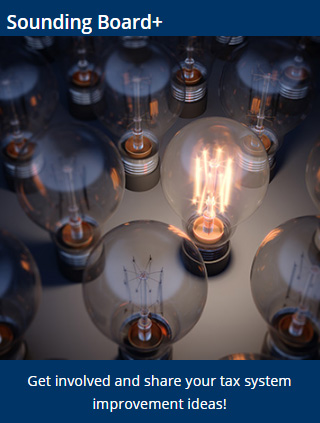 Sounding Board+
Get involved and share your tax system
improvement ideas!